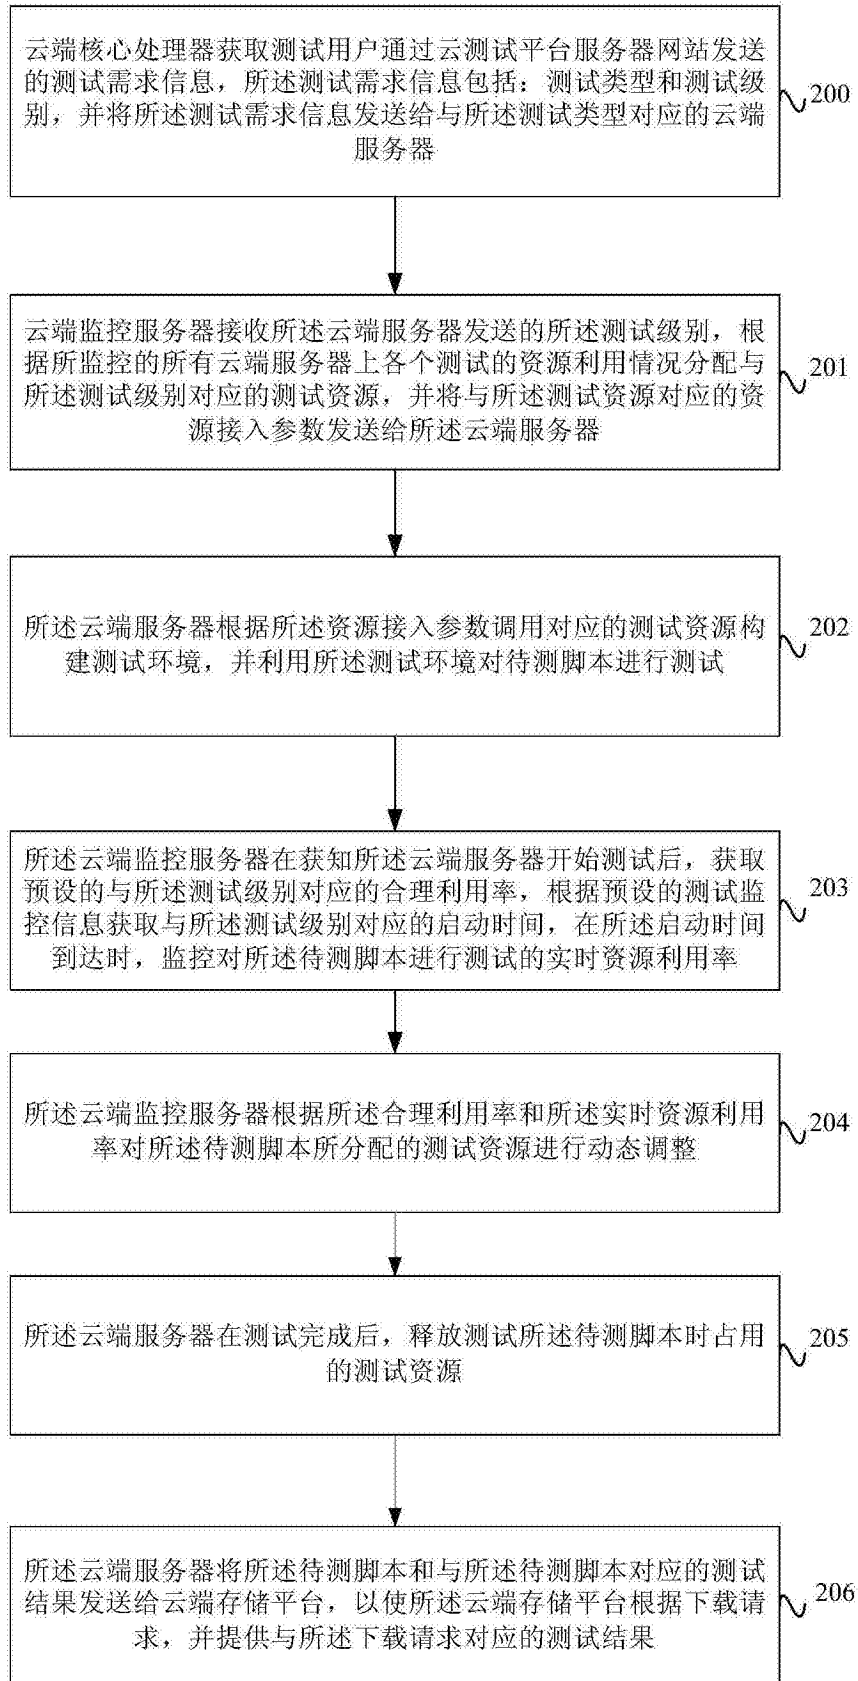 云端核心处理器获取测试用户通过云测试平台服务器网站发送
的测试需求信息，所述测试需求信息包括：测试类型和测试级
别，并将所述测试需求信息发送给与所述测试类型对应的云端
服务器
200
云端监控服务器接收所述云端服务器发送的所述测试级别，根
据所监控的所有云端服务器上各个测试的资源利用情况分配与
所述测试级别对应的测试资源，并将与所述测试资源对应的资
源接入参数发送给所述云端服务器
201
所述云端服务器根据所述资源接入参数调用对应的测试资源构
建测试环境，并利用所述测试环境对待测脚本进行测试
202
所述云端监控服务器在获知所述云端服务器开始测试后，获取
预设的与所述测试级别对应的合理利用率，根据预设的测试监
控信息获取与所述测试级别对应的启动时间，在所述启动时间
到达时，监控对所述待测脚本进行测试的实时资源利用率
203
所述云端监控服务器根据所述合理利用率和所述实时资源利用
率对所述待测脚本所分配的测试资源进行动态调整
204
所述云端服务器在测试完成后，释放测试所述待测脚本时占用
的测试资源
205
所述云端服务器将所述待测脚本和与所述待测脚本对应的测试
结果发送给云端存储平台，以使所述云端存储平台根据下载请
求，并提供与所述下载请求对应的测试结果
206